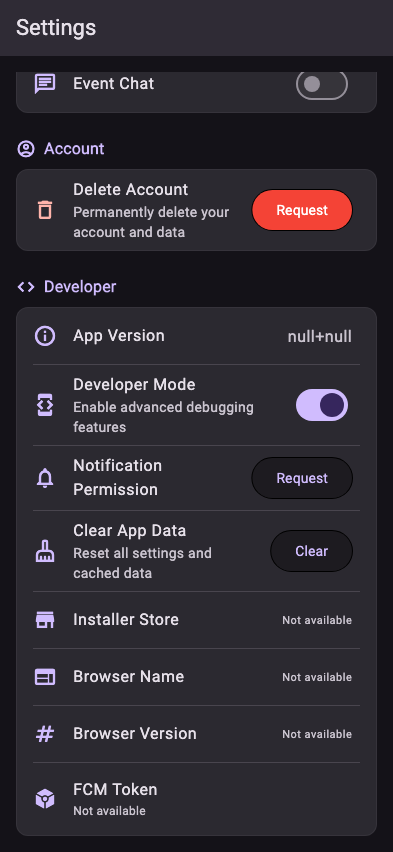 Settings
Event Chat
Account
Delete Account
Permanently delete your
account and data
Request
Developer
App Version
null+null
Developer Mode
Enable advanced debugging
features
Notification
Permission
Request
Clear App Data
Reset all settings and
cached data
Clear
Installer Store
Not available
Browser Name
Not available
Browser Version
Not available
FCM Token
Not available